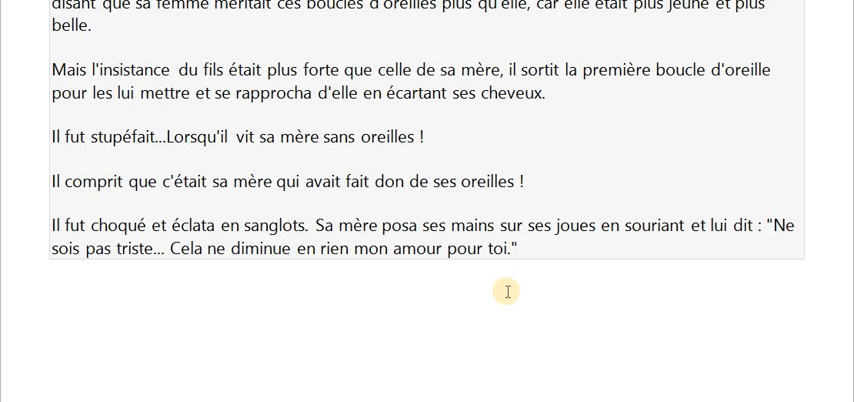 disant que sa femme méritait ces boucles d'oreilles plus qu'elle, car elle était plus jeune et plus
belle.
Mais l'insistance du fils était plus forte que celle de sa mère, il sortit la première boucle d'oreille
pour les lui mettre et se rapprocha d'elle en écartant ses cheveux.
Il fut stupéfait...Lorsqu'il vit sa mère sans oreilles !
Il comprit que c'était sa mère qui avait fait don de ses oreilles !
Il fut choqué et éclata en sanglots. Sa mère posa ses mains sur ses joues en souriant et lui dit : "Ne
sois pas triste... Cela ne diminue en rien mon amour pour toi."